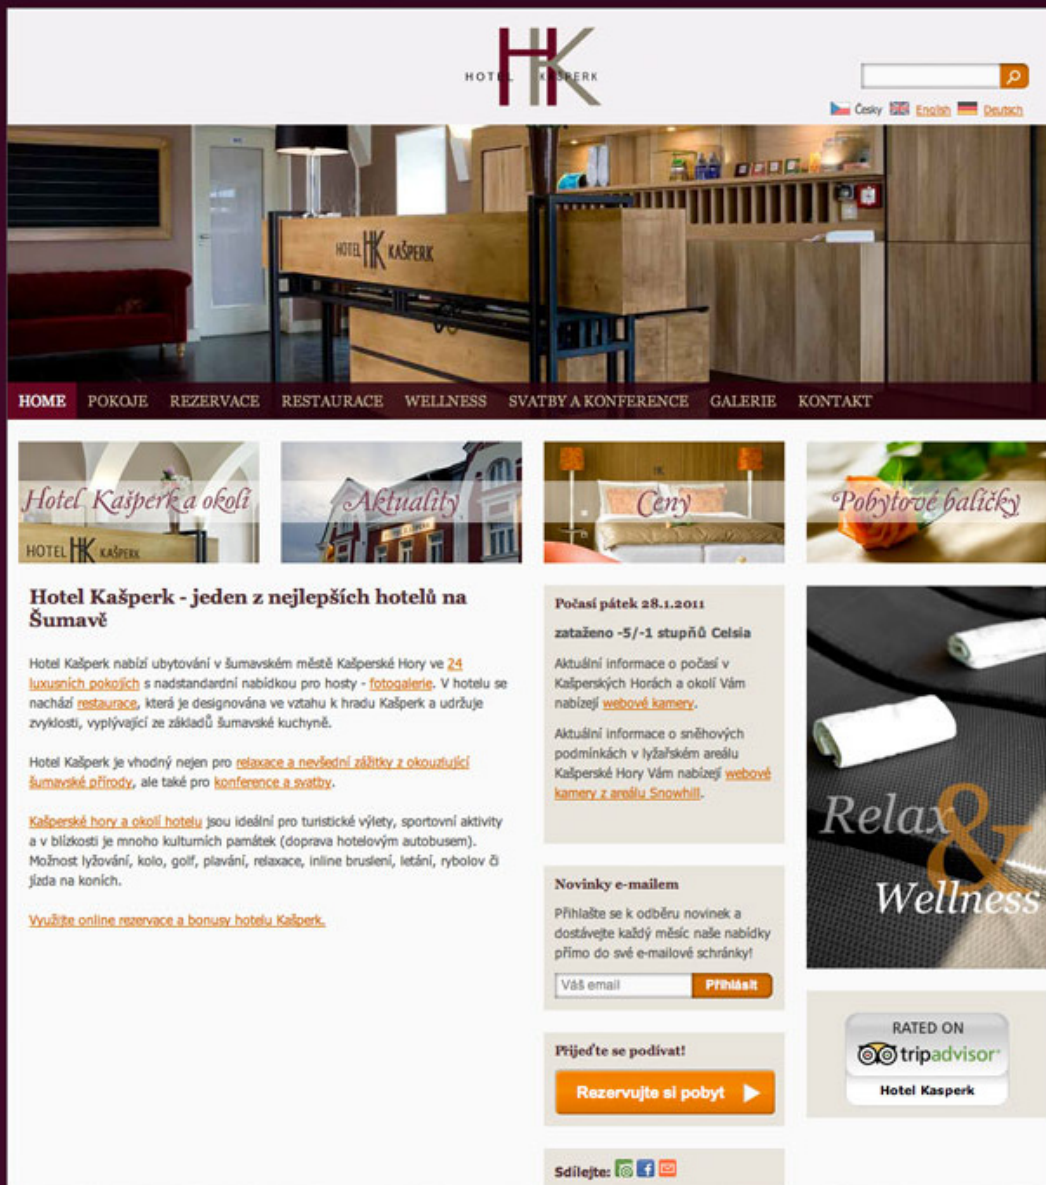 HOTEL HK KAŠPERK
Česky English Deutsch
HOTEL HK KAŠPERK
HOME POKOJE REZERVACE RESTAURACE WELLNESS SVATBY A KONFERENCE GALERIE KONTAKT
Hotel Kašperk a okolí
HOTEL HK KAŠPERK
Aktuality
Ceny
Pobytové balíčky
Hotel Kašperk - jeden z nejlepších hotelů na
Šumavě
Hotel Kašperk nabízí ubytování v šumavském městě Kašperské Hory ve 24
luxusních pokojích s nadstandardní nabídkou pro hosty - fotogalerie. V hotelu se
nachází restaurace, která je designována ve vztahu k hradu Kašperk a udržuje
zvyklosti, vyplývající ze základů šumavské kuchyně.
Hotel Kašperk je vhodný nejen pro relaxace a nevšední zážitky z okouzlující
šumavské přírody, ale také pro konference a svatby.
Kašperské hory a okolí hotelu jsou ideální pro turistické výlety, sportovní aktivity
a v blízkosti je mnoho kulturních památek (doprava hotelovým autobusem).
Možnost lyžování, kolo, golf, plavání, relaxace, inline bruslení, letání, rybolov či
jízda na koních.
Využijte online rezervace a bonusy hotelu Kašperk.
Počasí pátek 28.1.2011
zataženo -5/-1 stupňů Celsia
Aktuální informace o počasí v
Kašperských Horách a okolí Vám
nabízejí webové kamery.
Aktuální informace o sněhových
podmínkách v lyžařském areálu
Kašperské Hory Vám nabízejí webové
kamery z areálu Snowhill.
Novinky e-mailem
Přihlašte se k odběru novinek a
dostávejte každý měsíc naše nabídky
přímo do své e-mailové schránky!
Váš email Přihlásit
Přijeďte se podívat!
Rezervujte si pobyt
Sdílejte:
Relax
&
Wellness
RATED ON
tripadvisor
Hotel Kasperk